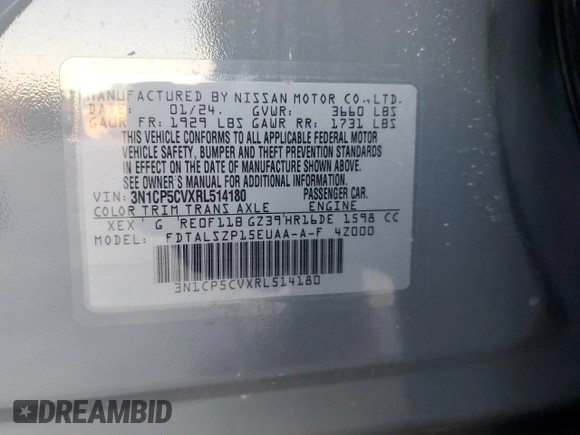 MANUFACTURED BY NISSAN MOTOR CO.,LTD.
DATE: 01/24. GVWR: 3660 LBS
GAWR FR: 1929 LBS GAWR RR: 1731 LBS
THIS VEHICLE CONFORMS TO ALL APPLICABLE FEDERAL MOTOR
VEHICLE SAFETY, BUMPER AND THEFT PREVENTION STANDARDS
IN EFFECT ON THE DATE OF MANUFACTURE SHOWN ABOVE.
SEE OWNER'S MANUAL FOR ADDITIONAL INFORMATION.
VIN: 3N1CP5CVXRL514180 PASSENGER CAR.
COLOR TRIM TRANS AXLE ENGINE
XEX G RE0F11B GZ39 HR16DE 1598 CC
MODEL: FDTALSZP15EUAA-A-F 4Z000
3N1CP5CVXRL514180
DREAMBID